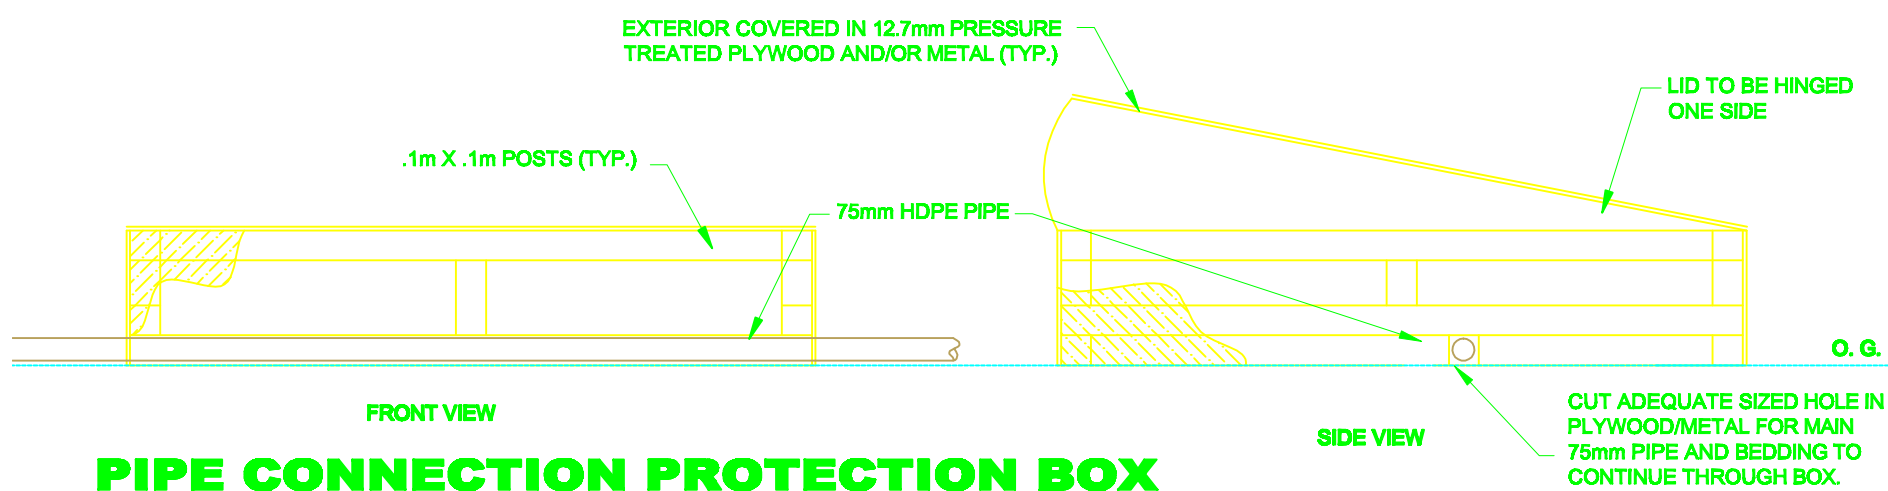 EXTERIOR COVERED IN 12.7mm PRESSURE
TREATED PLYWOOD AND/OR METAL (TYP.)
LID TO BE HINGED
ONE SIDE
.1m X .1m POSTS (TYP.)
75mm HDPE PIPE
O. G.
FRONT VIEW
SIDE VIEW
CUT ADEQUATE SIZED HOLE IN
PLYWOOD/METAL FOR MAIN
75mm PIPE AND BEDDING TO
CONTINUE THROUGH BOX.
PIPE CONNECTION PROTECTION BOX